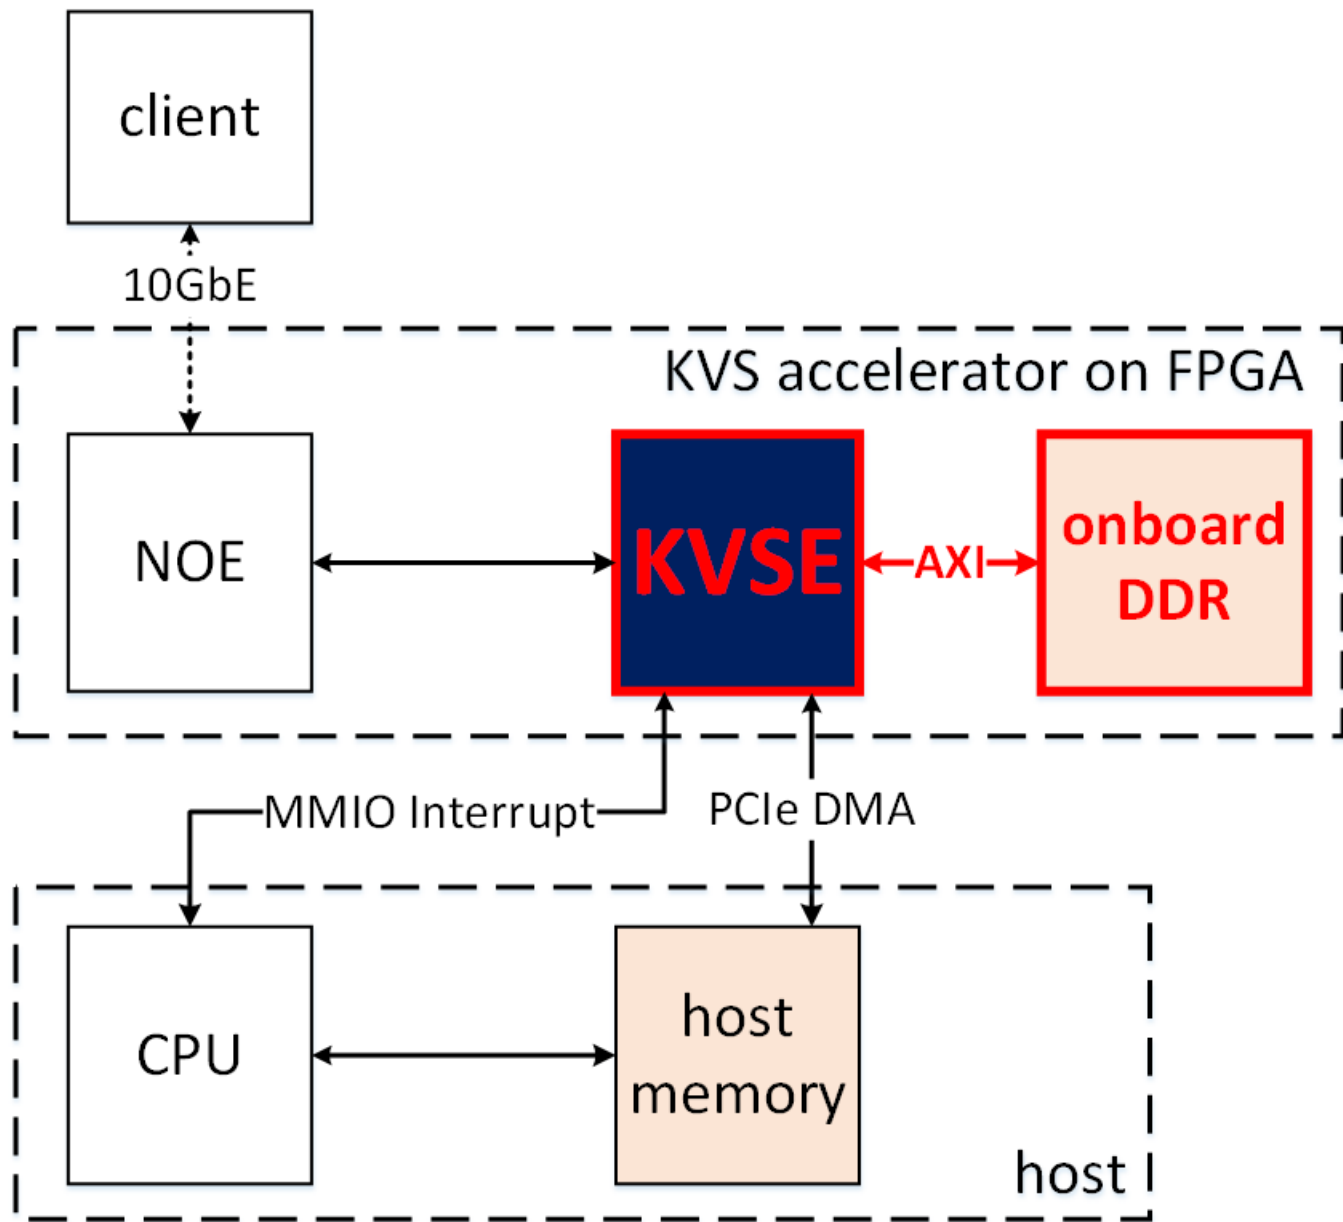 client
10GbE
KVS accelerator on FPGA
NOE
KVSE
AXI
onboard
DDR
MMIO Interrupt
PCIe DMA
CPU
host
memory
host